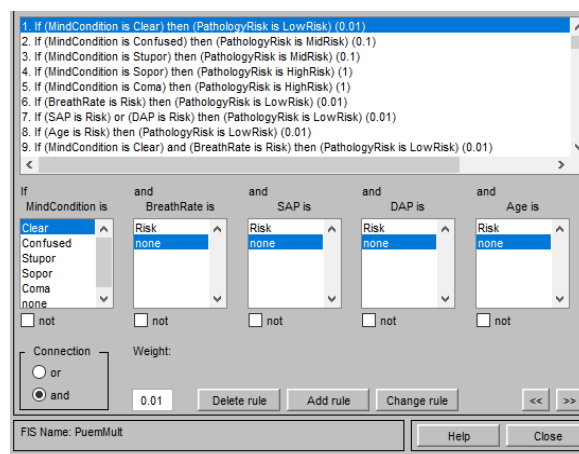 1. If (MindCondition is Clear) then (PathologyRisk is LowRisk) (0.01)
2. If (MindCondition is Confused) then (PathologyRisk is MidRisk) (0.1)
3. If (MindCondition is Stupor) then (PathologyRisk is MidRisk) (0.1)
4. If (MindCondition is Sopor) then (PathologyRisk is HighRisk) (1)
5. If (MindCondition is Coma) then (PathologyRisk is HighRisk) (1)
6. If (BreathRate is Risk) then (PathologyRisk is LowRisk) (0.01)
7. If (SAP is Risk) or (DAP is Risk) then (PathologyRisk is LowRisk) (0.01)
8. If (Age is Risk) then (PathologyRisk is LowRisk) (0.01)
9. If (MindCondition is Clear) and (BreathRate is Risk) then (PathologyRisk is LowRisk) (0.01)
If and and and and
MindCondition is BreathRate is SAP is DAP is Age is
Clear Risk Risk Risk Risk
Confused none none none none
Stupor
Sopor
Coma
none
not not not not not
Connection Weight:
or
and 0.01 Delete rule Add rule Change rule << >>
FIS Name: PuemMult Help Close